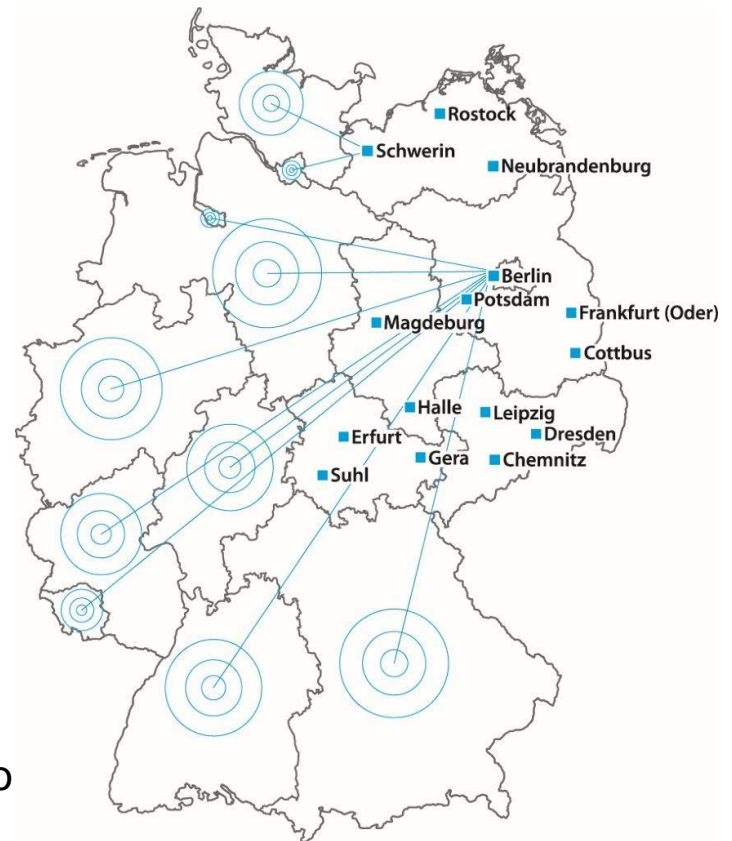 Rostock
Schwerin
Neubrandenburg
Berlin
Potsdam
Frankfurt (Oder)
Magdeburg
Cottbus
Halle
Leipzig
Erfurt
Dresden
Gera
Chemnitz
Suhl